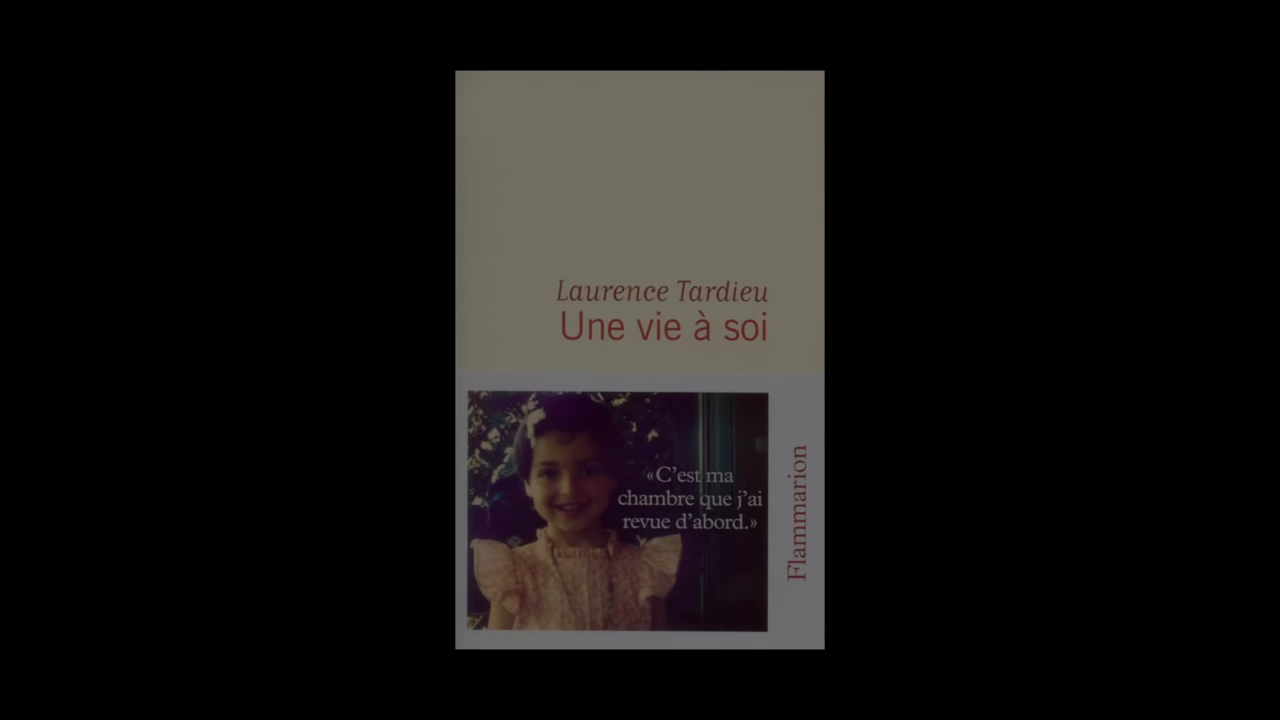 Laurence Tardieu
Une vie à soi
«C'est ma
chambre que j'ai
revue d'abord.»
Flammarion